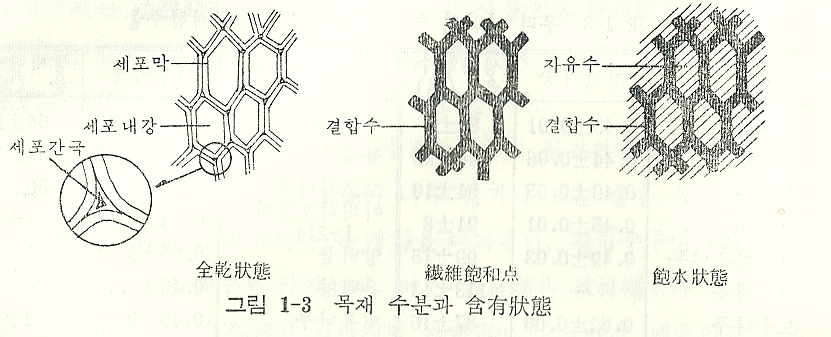 세포막
세포내강
세포간극
결합수
자유수
결합수
全乾狀態
纖維飽和点
飽水狀態
그림 1-3 목재 수분과 含有狀態